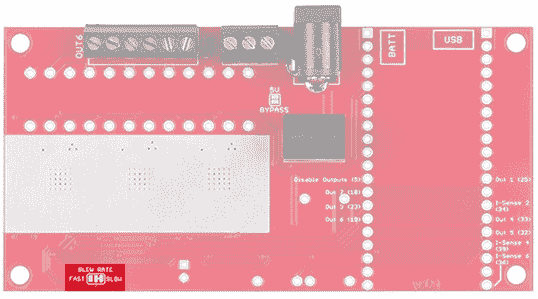 OUT6
BATT
USB
5V
BYPASS
Disable Outputs (5)
Out 1 (25)
Out 2 (18)
I-Sense 2
(34)
Out 3 (23)
Out 4 (33)
Out 6 (19)
Out 5 (32)
I-Sense 4
(39)
I-Sense 6
(36)
SLEW RATE
FAST
SLOW